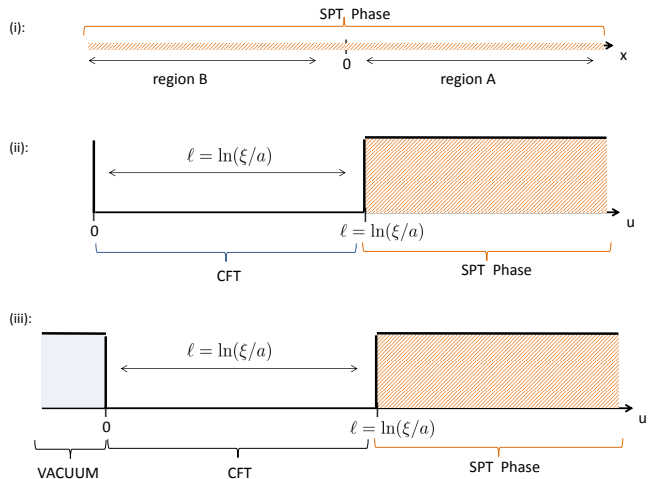 SPT Phase
(i):
x
0
region B
region A
(ii):
ℓ = ln(ξ/a)
0
ℓ = ln(ξ/a)
u
CFT
SPT Phase
(iii):
ℓ = ln(ξ/a)
0
ℓ = ln(ξ/a)
u
VACUUM
CFT
SPT Phase